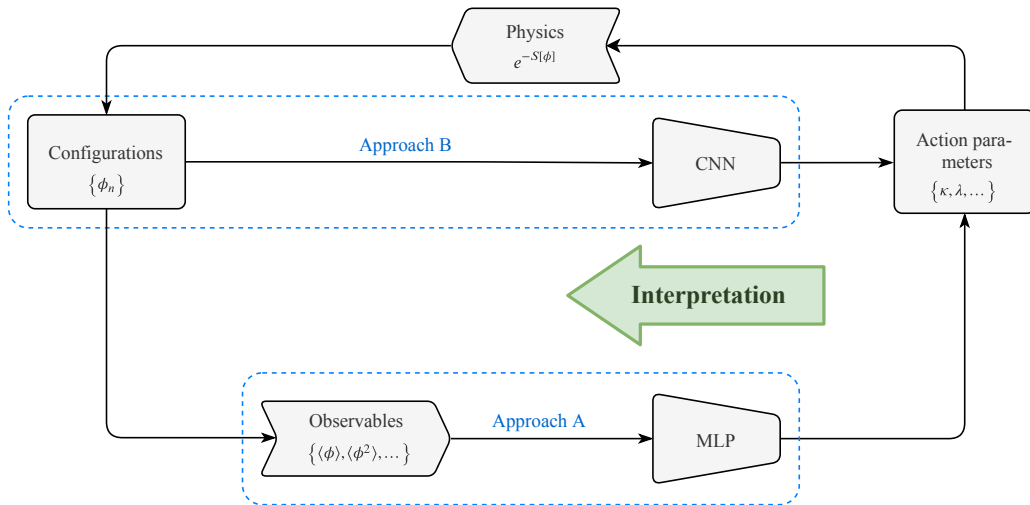 Physics
e^{-S[ϕ]}
Configurations
{ϕ_n}
Approach B
CNN
Action para-
meters
{κ, λ, …}
Interpretation
Observables
{⟨ϕ⟩, ⟨ϕ²⟩, …}
Approach A
MLP